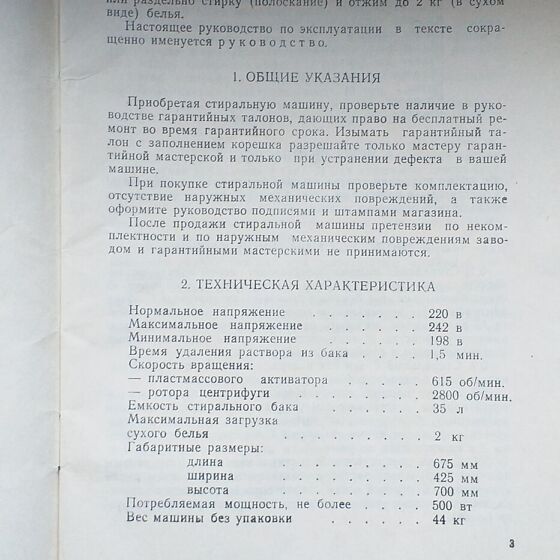 или раздельно стирку (полоскание) и отжим до 2 кг (в сухом
виде) белья.
Настоящее руководство по эксплуатации в тексте сокра-
щенно именуется руководство.
1. ОБЩИЕ УКАЗАНИЯ
Приобретая стиральную машину, проверьте наличие в руко-
водстве гарантийных талонов, дающих право на бесплатный ре-
монт во время гарантийного срока. Изымать гарантийный та-
лон с заполнением корешка разрешайте только мастеру гаран-
тийной мастерской и только при устранении дефекта в вашей
машине.
При покупке стиральной машины проверьте комплектацию,
отсутствие наружных механических повреждений, а также
оформите руководство подписями и штампами магазина.
После продажи стиральной машины претензии по неком-
плектности и по наружным механическим повреждениям заво-
дом и гарантийными мастерскими не принимаются.
2. ТЕХНИЧЕСКАЯ ХАРАКТЕРИСТИКА
Нормальное напряжение . . . . . . . 220 в
Максимальное напряжение . . . . . . 242 в
Минимальное напряжение . . . . . . 198 в
Время удаления раствора из бака . . . . 1,5 мин.
Скорость вращения:
— пластмассового активатора . . . . . 615 об/мин.
— ротора центрифуги . . . . . . . 2800 об/мин.
Емкость стирального бака . . . . . . 35 л
Максимальная загрузка
сухого белья . . . . . . . . . 2 кг
Габаритные размеры:
длина . . . . . . . 675 мм
ширина . . . . . . . 425 мм
высота . . . . . . . 700 мм
Потребляемая мощность, не более . . . . 500 вт
Вес машины без упаковки . . . . . . 44 кг
3